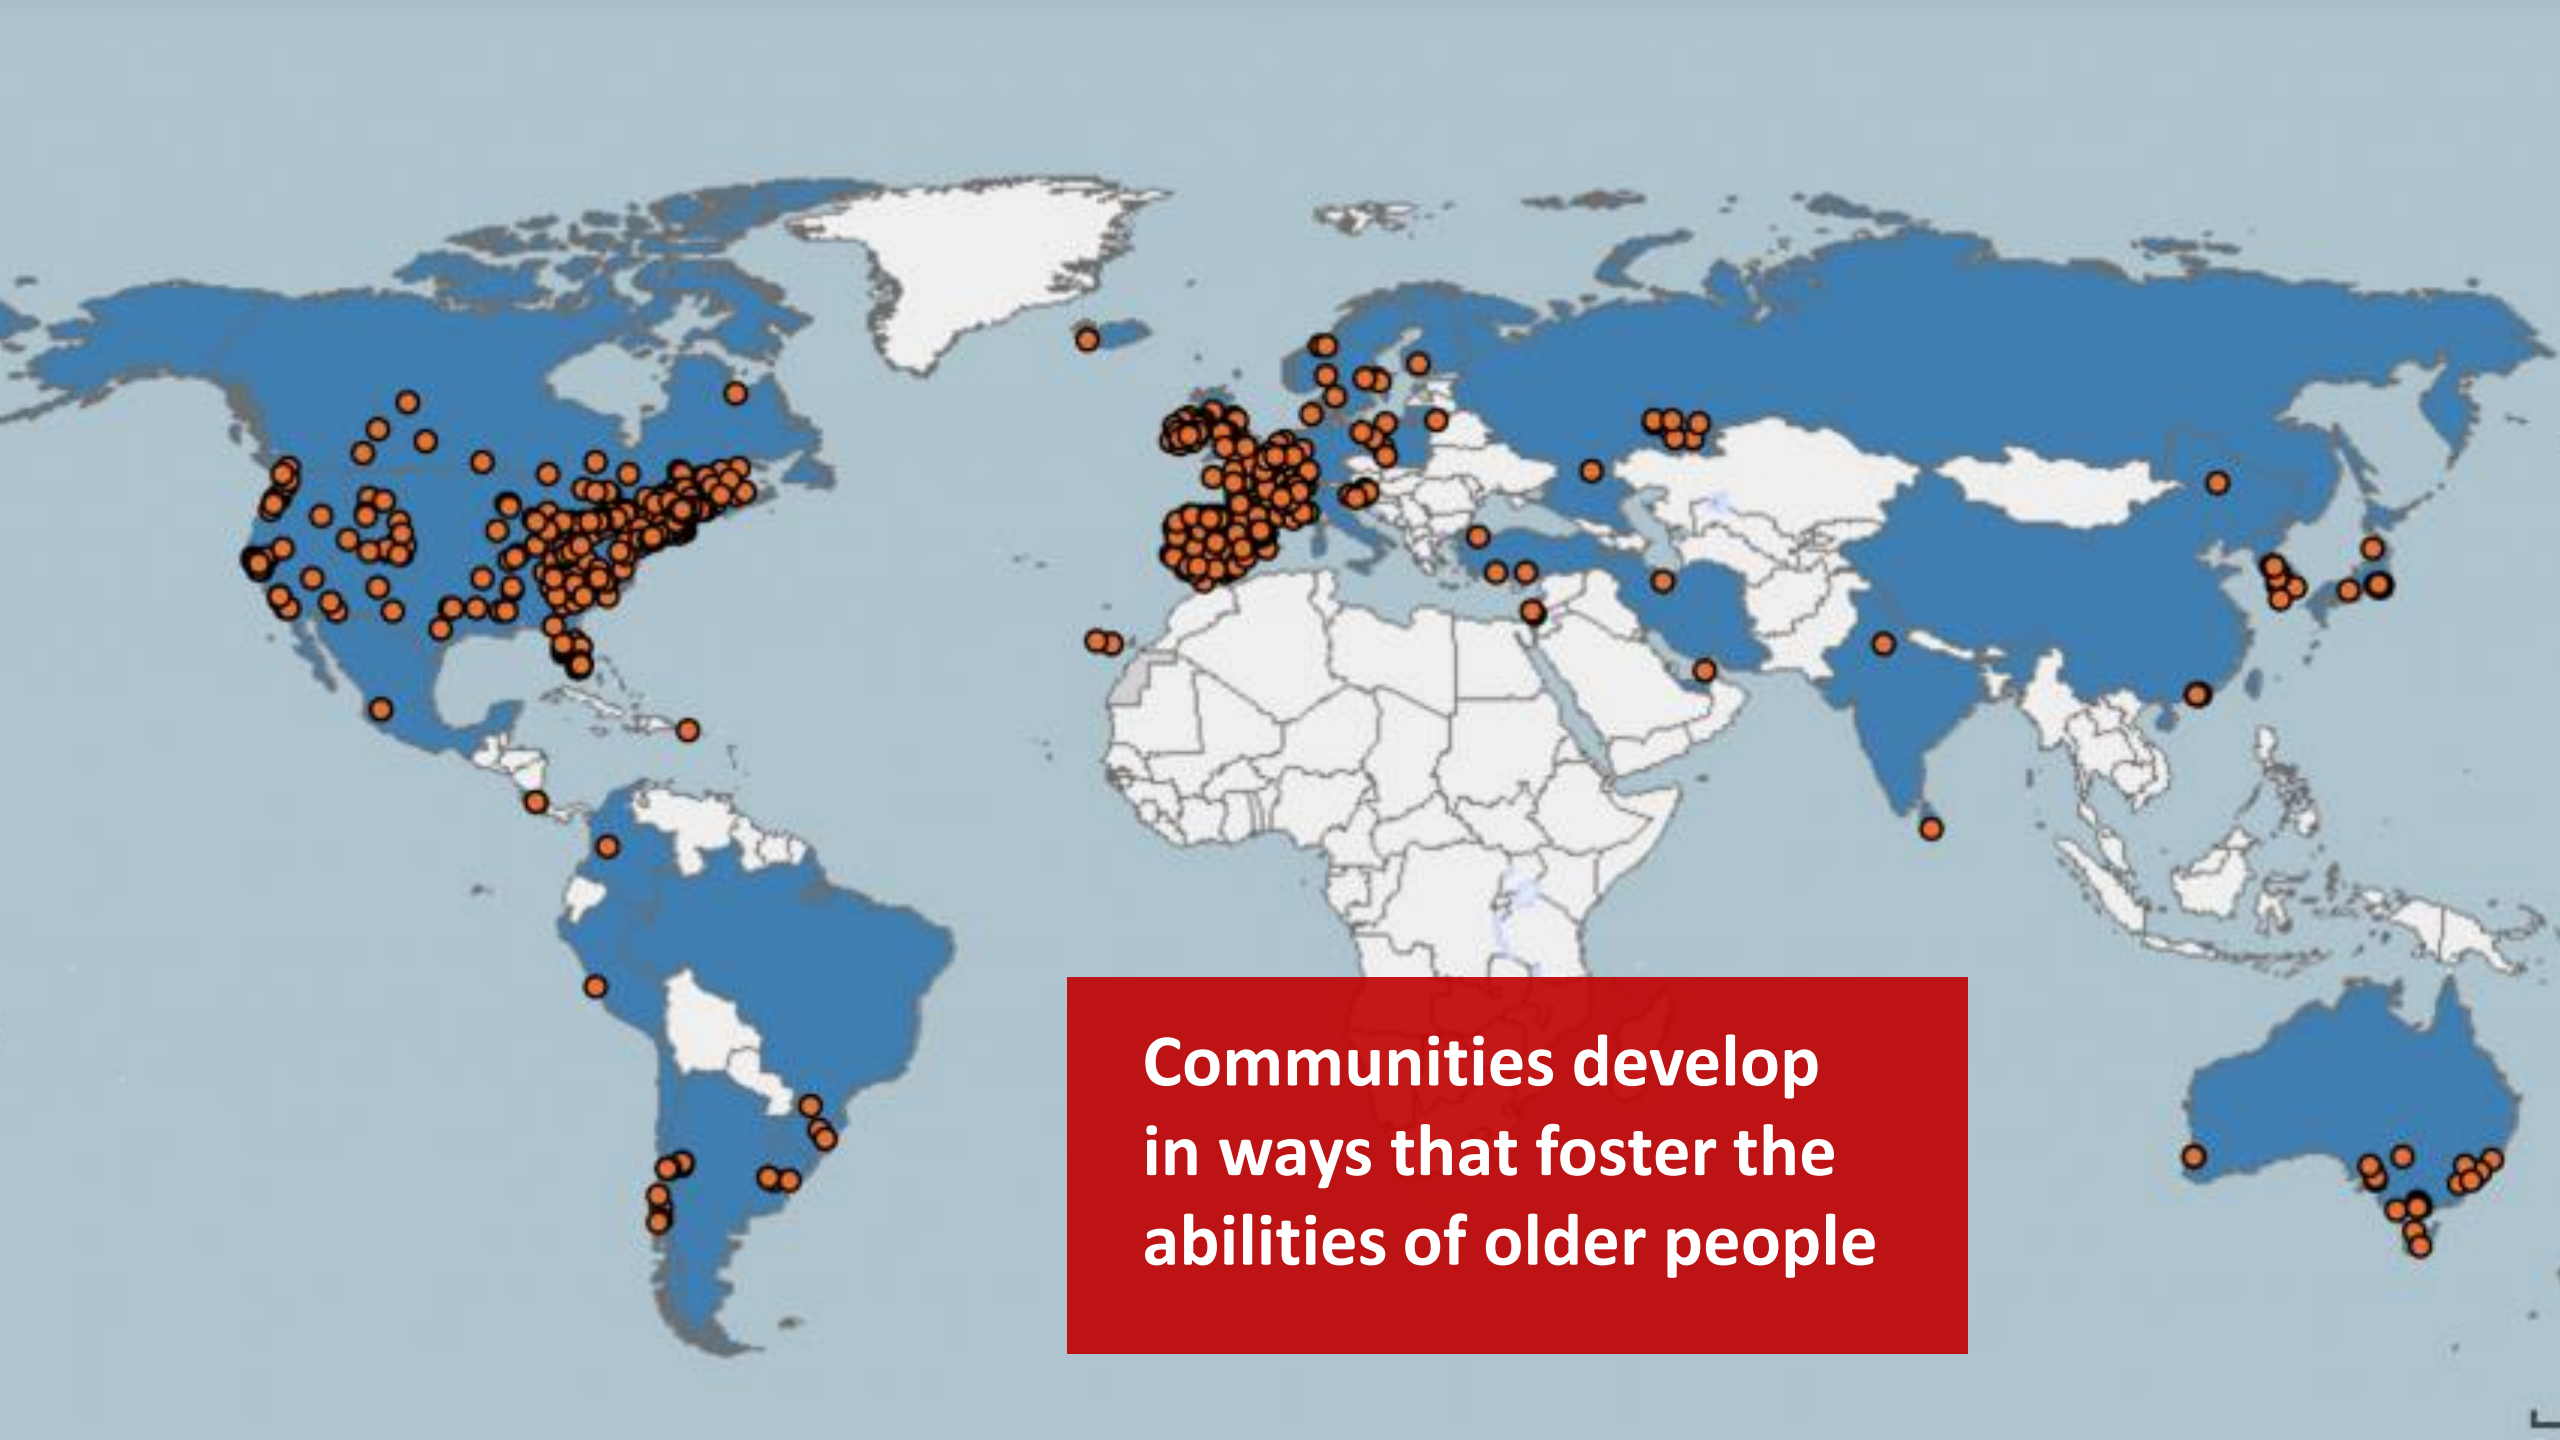 Communities develop
in ways that foster the
abilities of older people